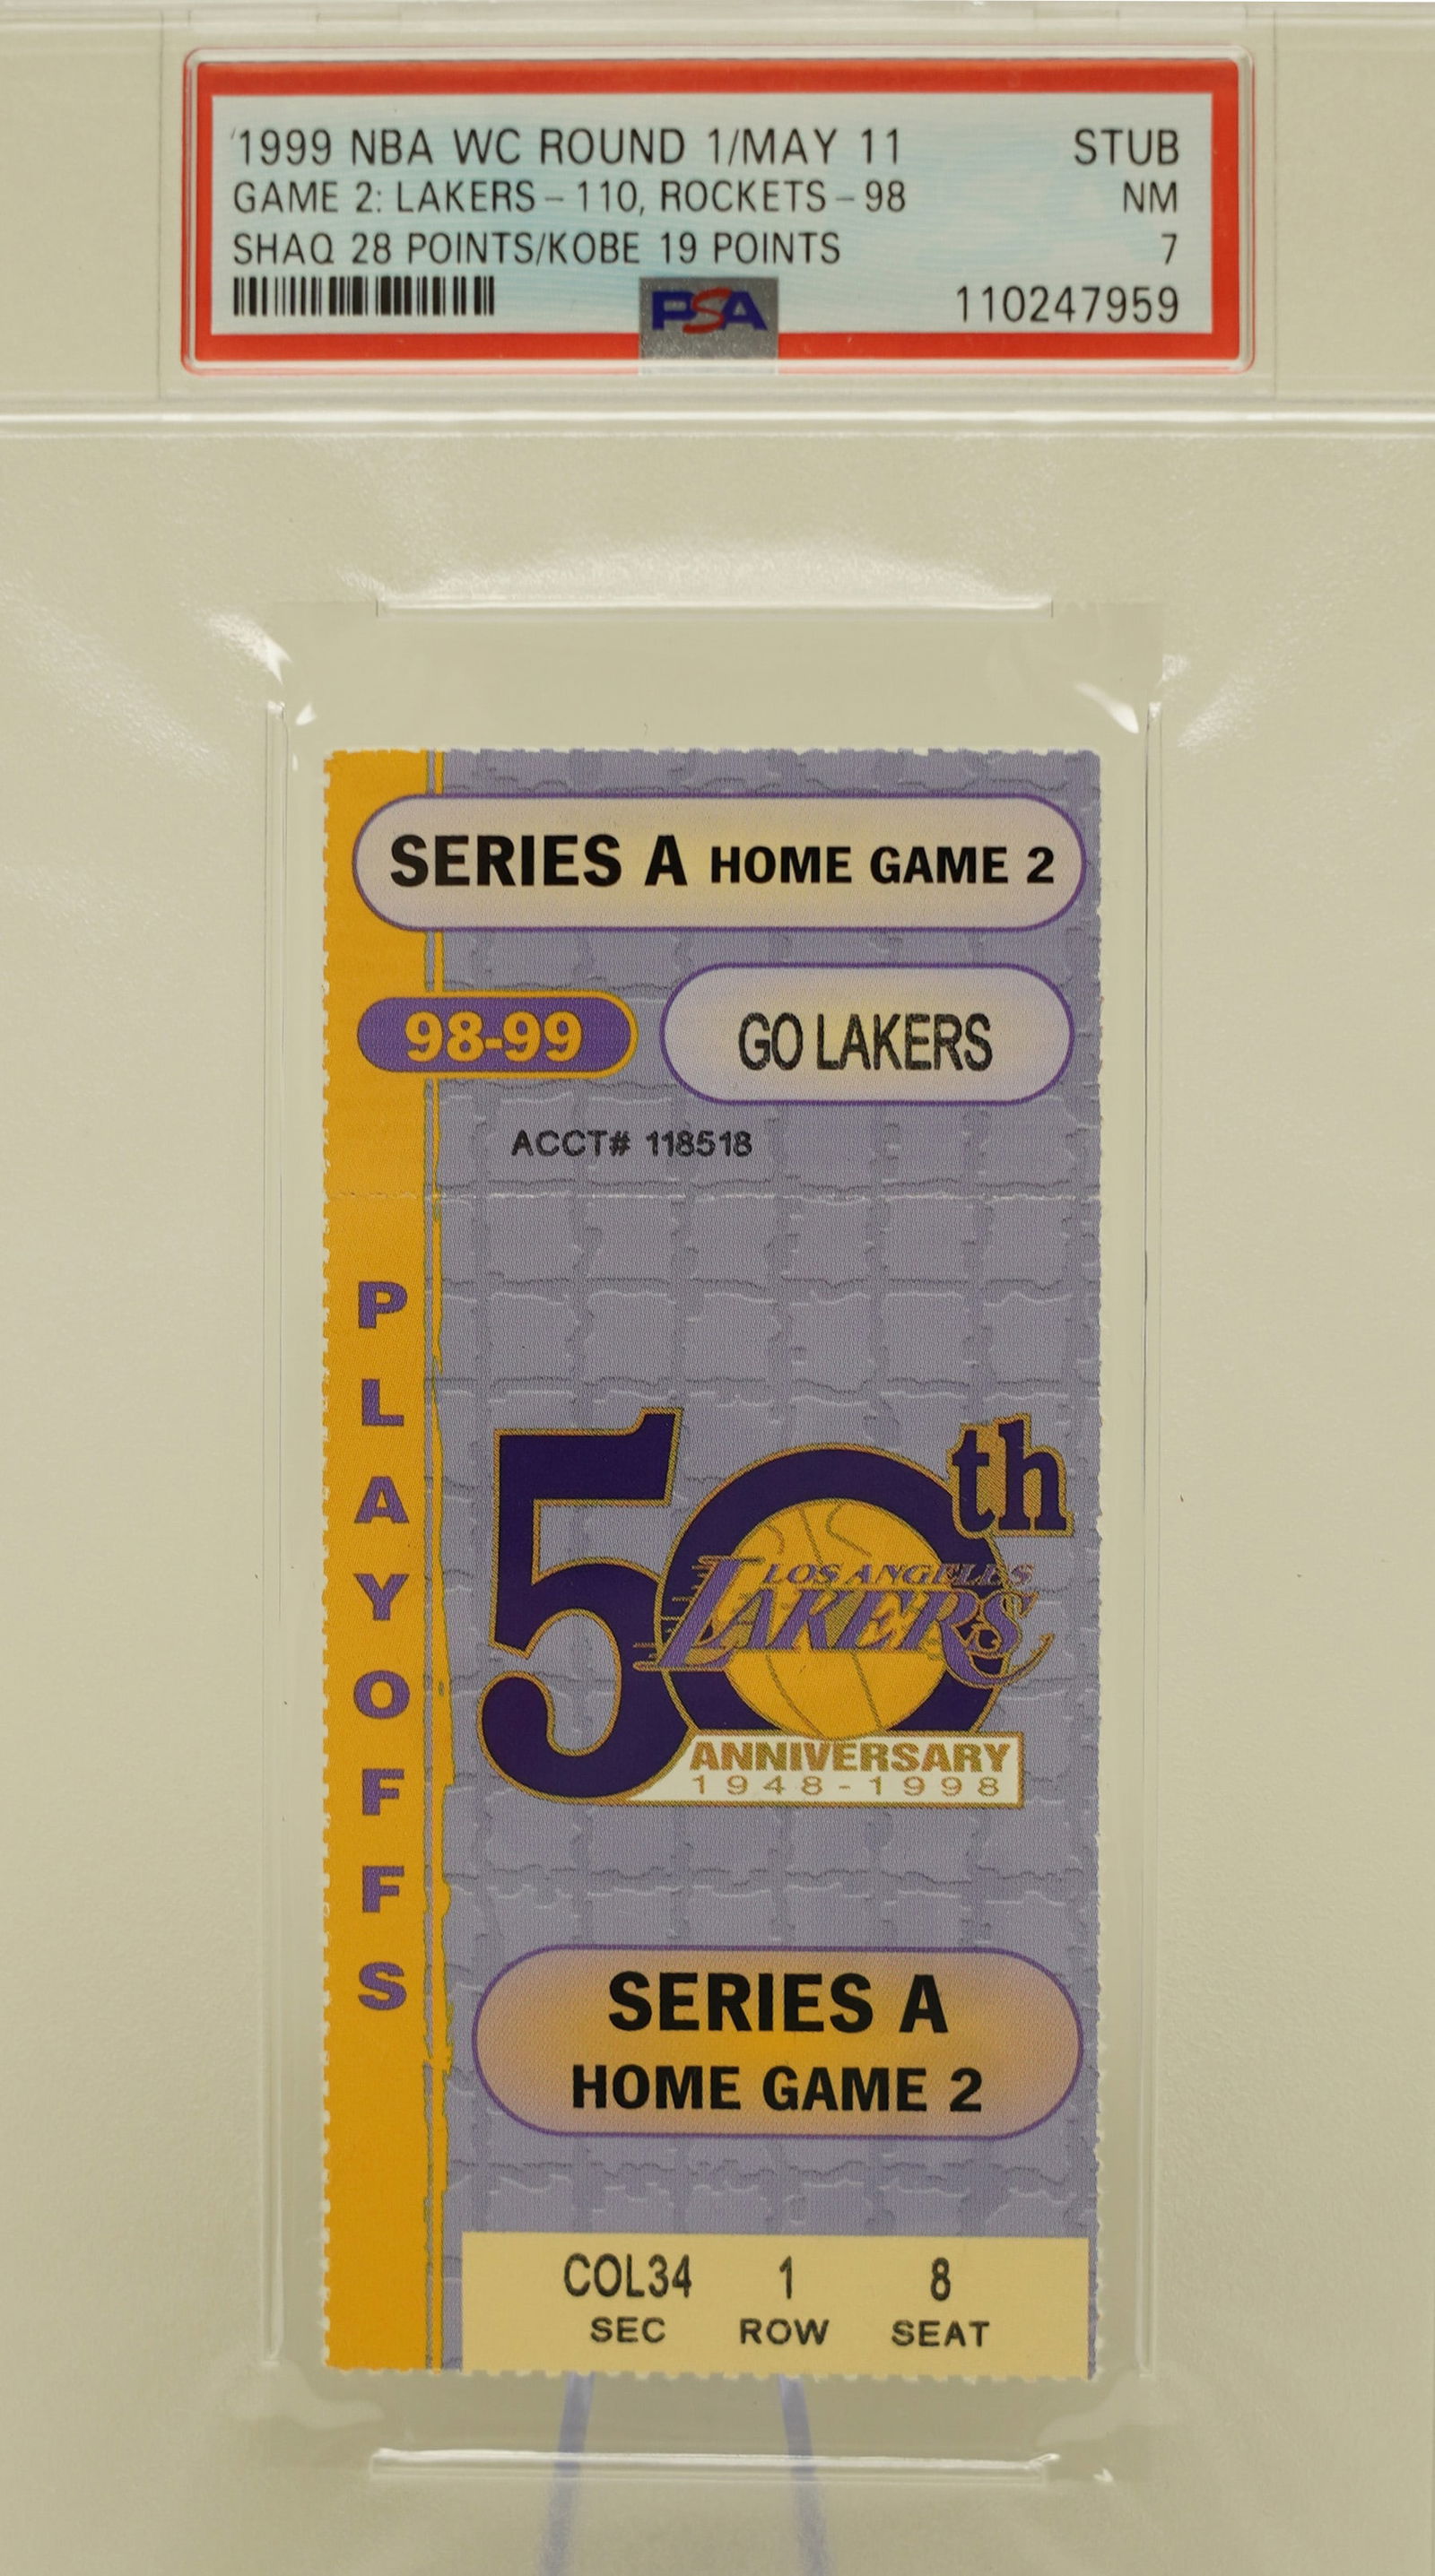 '1999 NBA WC ROUND 1/MAY 11 STUB
GAME 2: LAKERS - 110, ROCKETS - 98 NM
SHAQ 28 POINTS/KOBE 19 POINTS 7
PSA 110247959
SERIES A HOME GAME 2
98-99 GO LAKERS
ACCT# 118518
PLAYOFFS
50th
LOS ANGELES
LAKERS
ANNIVERSARY
1948-1998
SERIES A
HOME GAME 2
COL34 1 8
SEC ROW SEAT